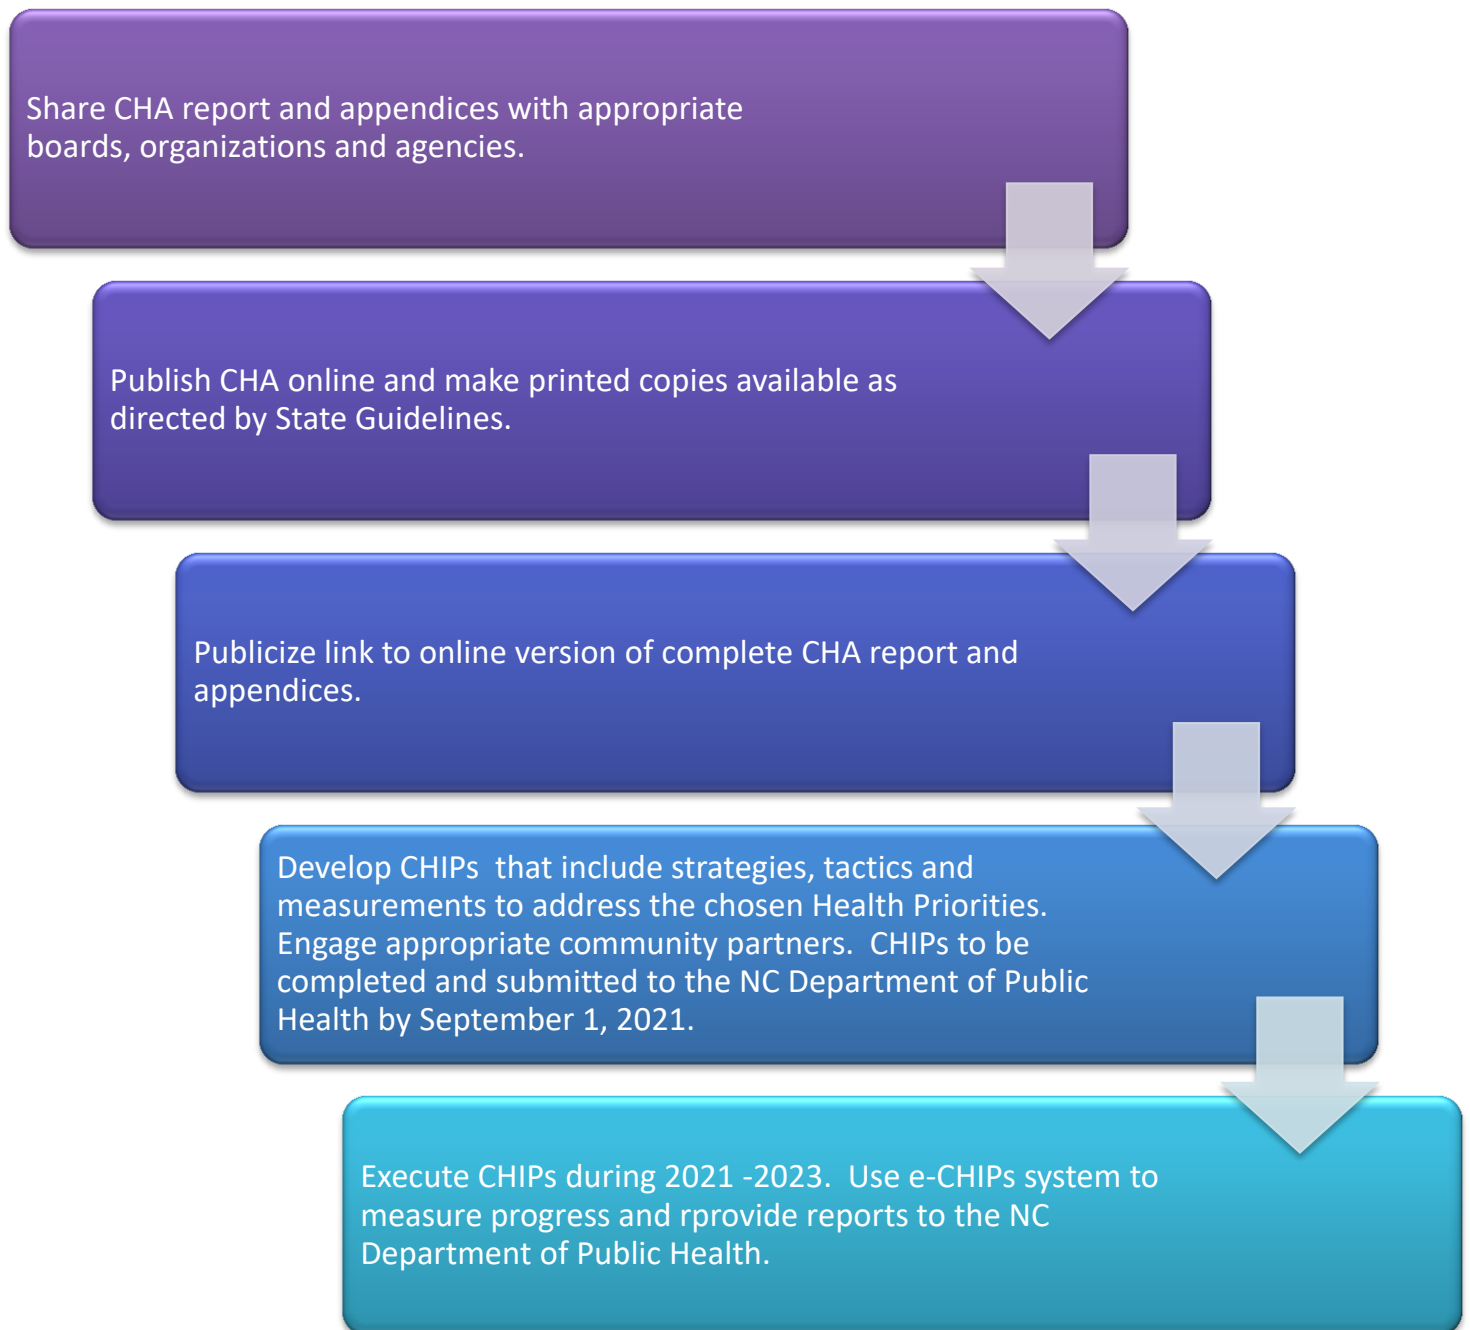 Share CHA report and appendices with appropriate
boards, organizations and agencies.
Publish CHA online and make printed copies available as
directed by State Guidelines.
Publicize link to online version of complete CHA report and
appendices.
Develop CHIPs  that include strategies, tactics and
measurements to address the chosen Health Priorities.
Engage appropriate community partners.  CHIPs to be
completed and submitted to the NC Department of Public
Health by September 1, 2021.
Execute CHIPs during 2021 -2023.  Use e-CHIPs system to
measure progress and rprovide reports to the NC
Department of Public Health.